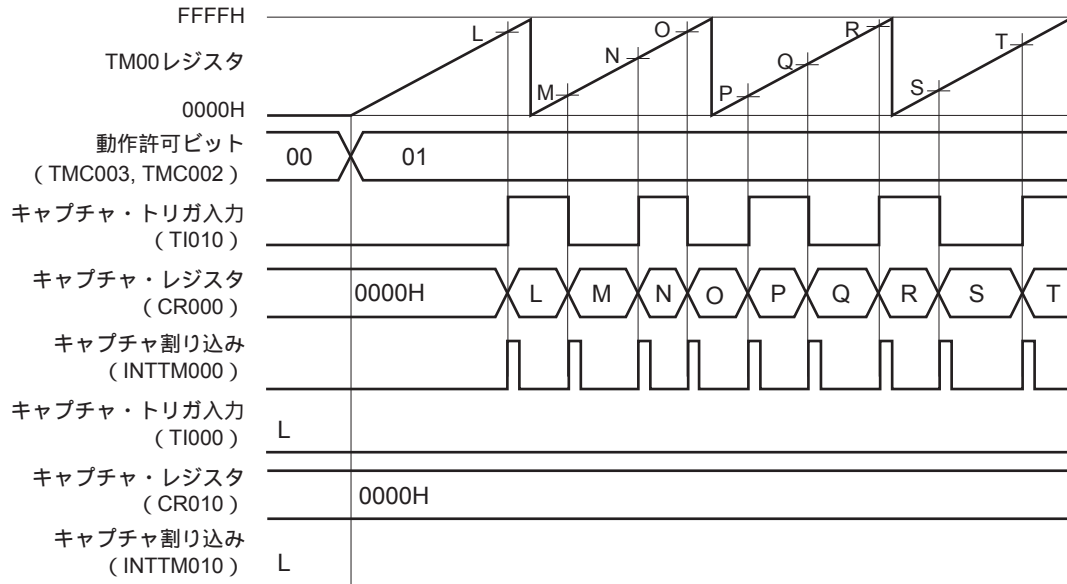 FFFFH
TM00レジスタ
0000H
L M N O P Q R S T
動作許可ビット
（TMC003, TMC002）
00 01
キャプチャ・トリガ入力
（TI010）
キャプチャ・レジスタ
（CR000）
0000H L M N O P Q R S T
キャプチャ割り込み
（INTTM000）
キャプチャ・トリガ入力
（TI000）
L
キャプチャ・レジスタ
（CR010）
0000H
キャプチャ割り込み
（INTTM010）
L